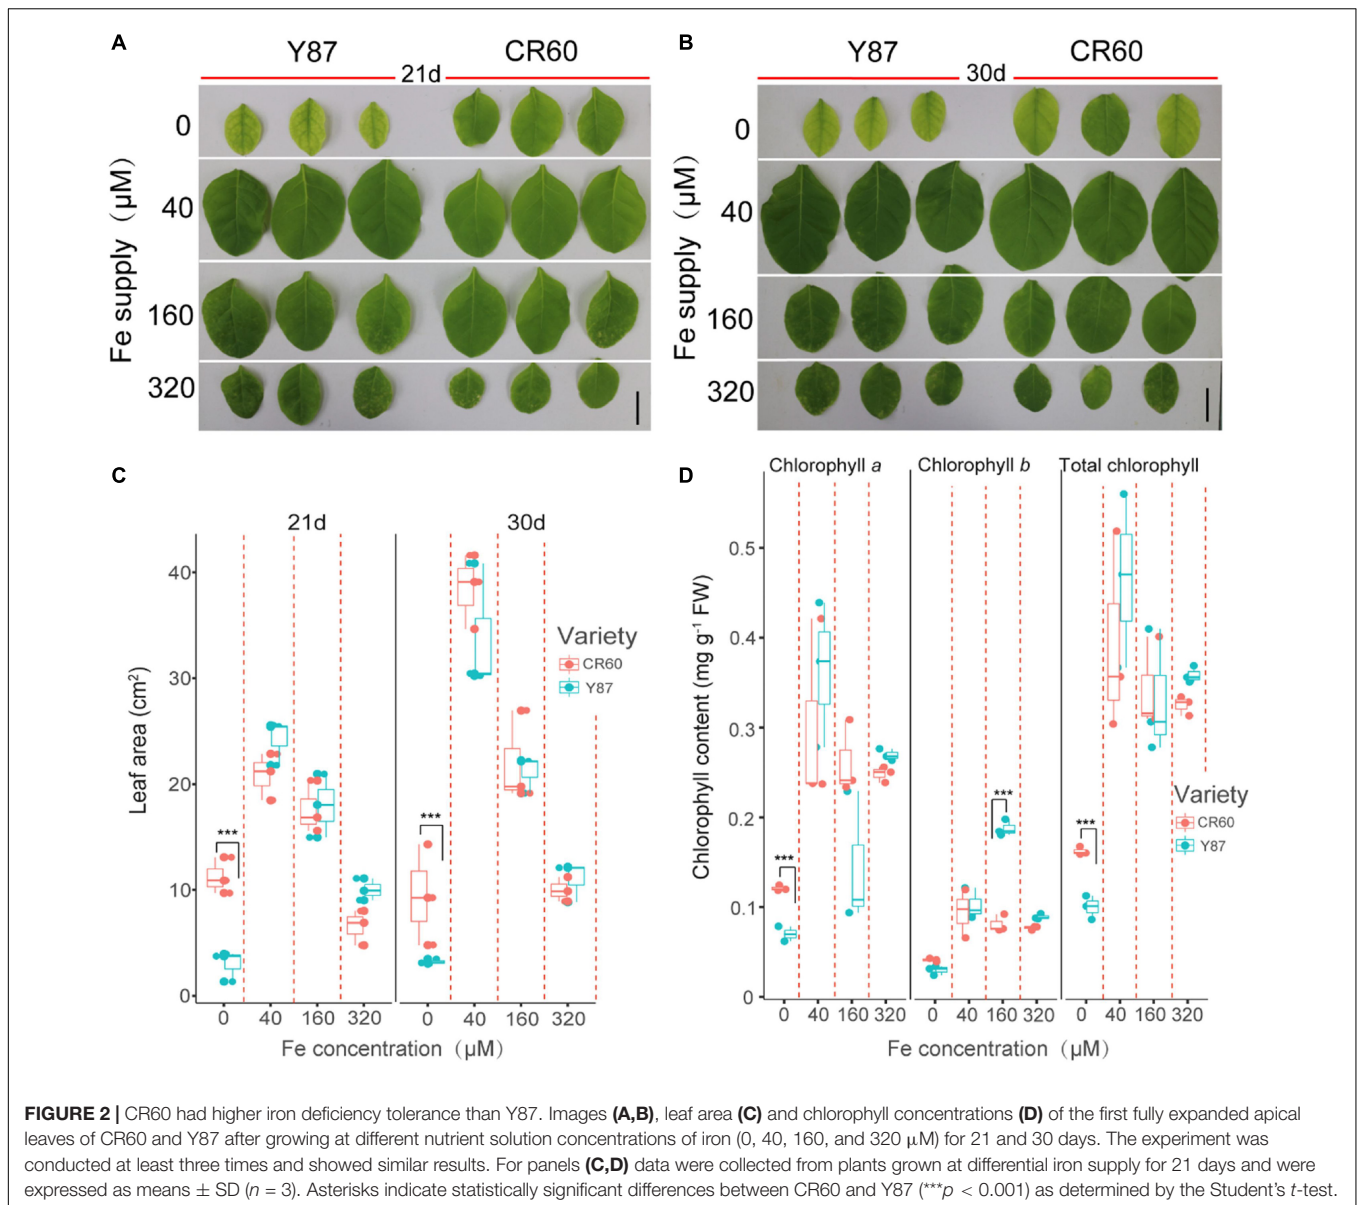 A
Y87
CR60
21d
0
40
160
320
Fe supply (μM)
B
Y87
CR60
30d
0
40
160
320
Fe supply (μM)
C
21d
30d
40
30
20
10
0
Leaf area (cm²)
***
***
0 40 160 320
0 40 160 320
Fe concentration (μM)
Variety
CR60
Y87
D
Chlorophyll a
Chlorophyll b
Total chlorophyll
0.5
0.4
0.3
0.2
0.1
0
Chlorophyll content (mg g⁻¹ FW)
***
***
***
0 40 160 320
0 40 160 320
0 40 160 320
Fe concentration (μM)
Variety
CR60
Y87
FIGURE 2 | CR60 had higher iron deficiency tolerance than Y87. Images (A,B), leaf area (C) and chlorophyll concentrations (D) of the first fully expanded apical
leaves of CR60 and Y87 after growing at different nutrient solution concentrations of iron (0, 40, 160, and 320 μM) for 21 and 30 days. The experiment was
conducted at least three times and showed similar results. For panels (C,D) data were collected from plants grown at differential iron supply for 21 days and were
expressed as means ± SD (n = 3). Asterisks indicate statistically significant differences between CR60 and Y87 (***p < 0.001) as determined by the Student's t-test.